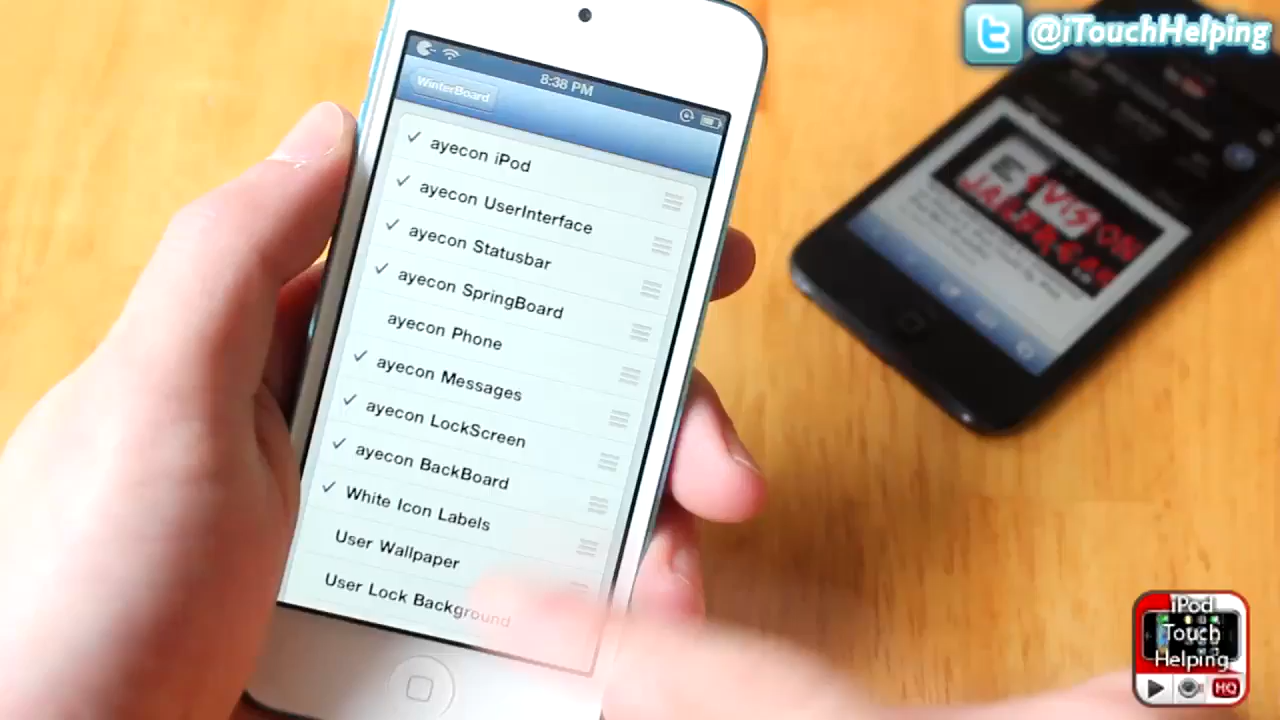 @iTouchHelping
8:38 PM
WinterBoard
ayecon iPod
ayecon UserInterface
ayecon Statusbar
ayecon SpringBoard
ayecon Phone
ayecon Messages
ayecon LockScreen
ayecon BackBoard
White Icon Labels
User Wallpaper
User Lock Background
iPod
Touch
Helping
HQ